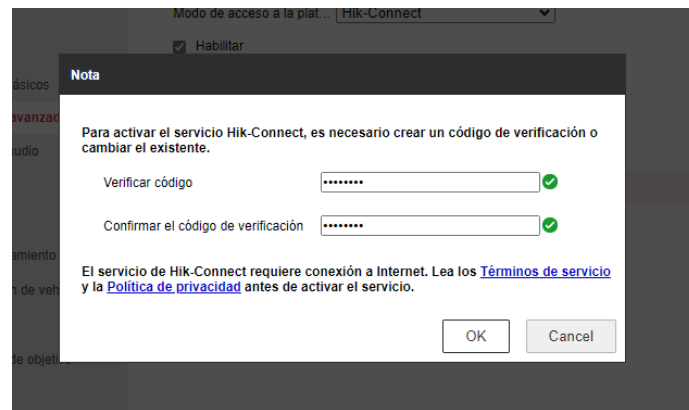 Modo de acceso a la plat... Hik-Connect
Habilitar
Nota
ásicos
avanzad
udio
Para activar el servicio Hik-Connect, es necesario crear un código de verificación o
cambiar el existente.
Verificar código ••••••••
Confirmar el código de verificación ••••••••
amiento
n de veh
El servicio de Hik-Connect requiere conexión a Internet. Lea los Términos de servicio
y la Política de privacidad antes de activar el servicio.
OK Cancel
de objeti